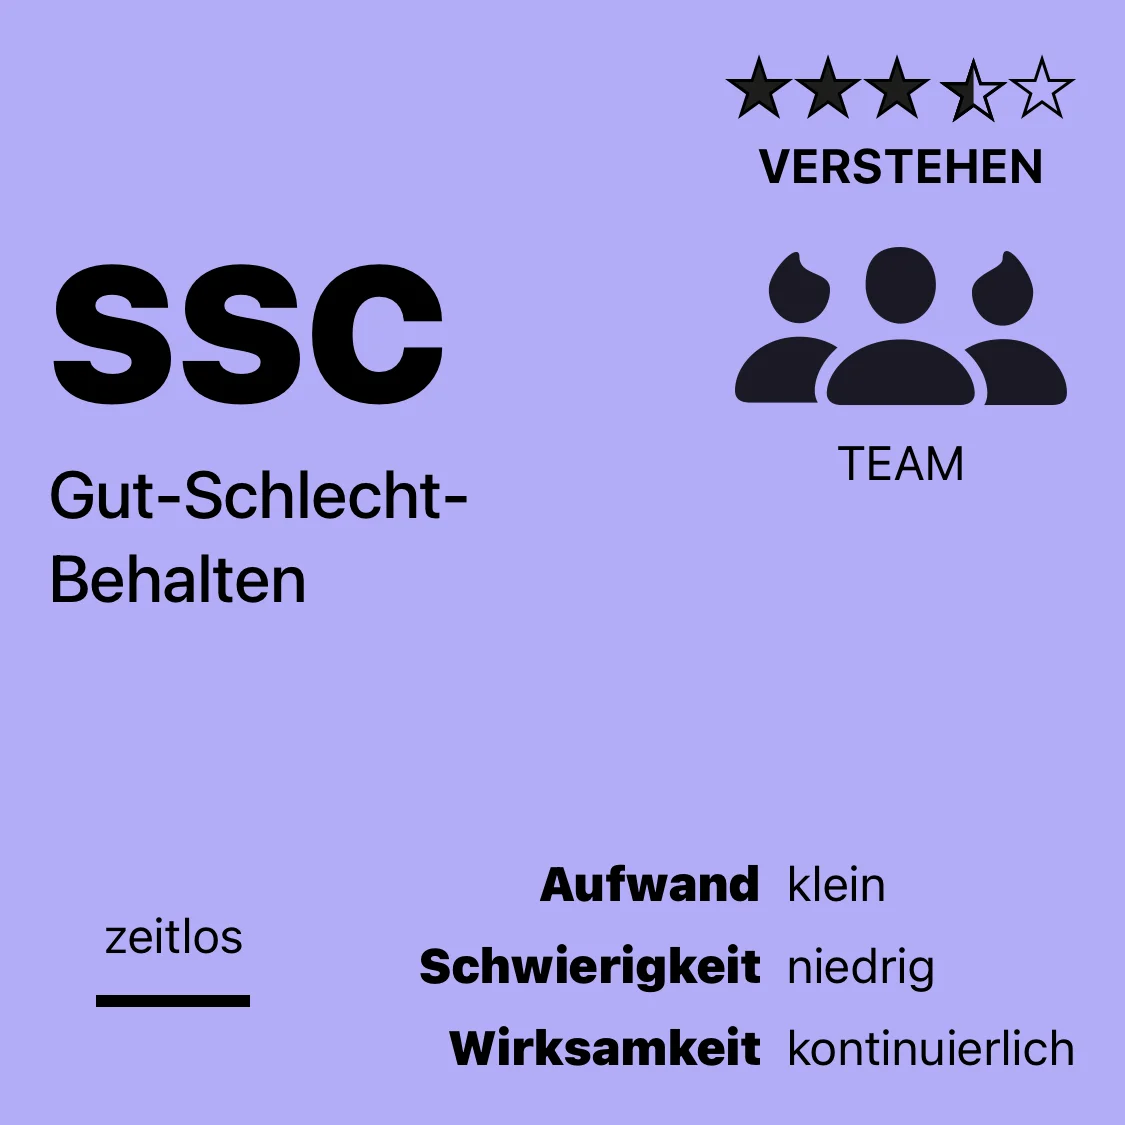 VERSTEHEN
SSC
Gut-Schlecht-
Behalten
TEAM
zeitlos
Aufwand klein
Schwierigkeit niedrig
Wirksamkeit kontinuierlich